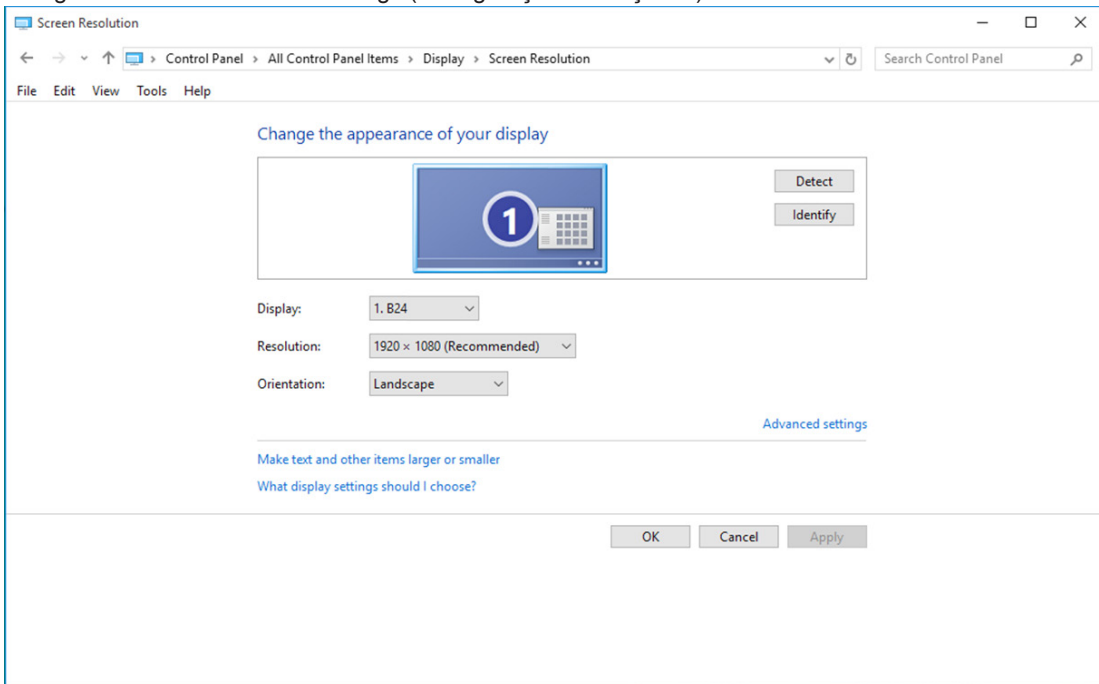 Screen Resolution
Control Panel > All Control Panel Items > Display > Screen Resolution
Search Control Panel
File Edit View Tools Help
Change the appearance of your display
1
Detect
Identify
Display: 1. B24
Resolution: 1920 × 1080 (Recommended)
Orientation: Landscape
Advanced settings
Make text and other items larger or smaller
What display settings should I choose?
OK Cancel Apply